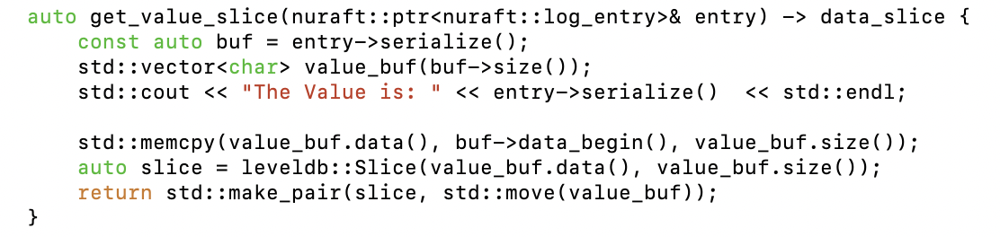 auto get_value_slice(nuraft::ptr<nuraft::log_entry>& entry) -> data_slice {
    const auto buf = entry->serialize();
    std::vector<char> value_buf(buf->size());
    std::cout << "The Value is: " << entry->serialize()  << std::endl;

    std::memcpy(value_buf.data(), buf->data_begin(), value_buf.size());
    auto slice = leveldb::Slice(value_buf.data(), value_buf.size());
    return std::make_pair(slice, std::move(value_buf));
}